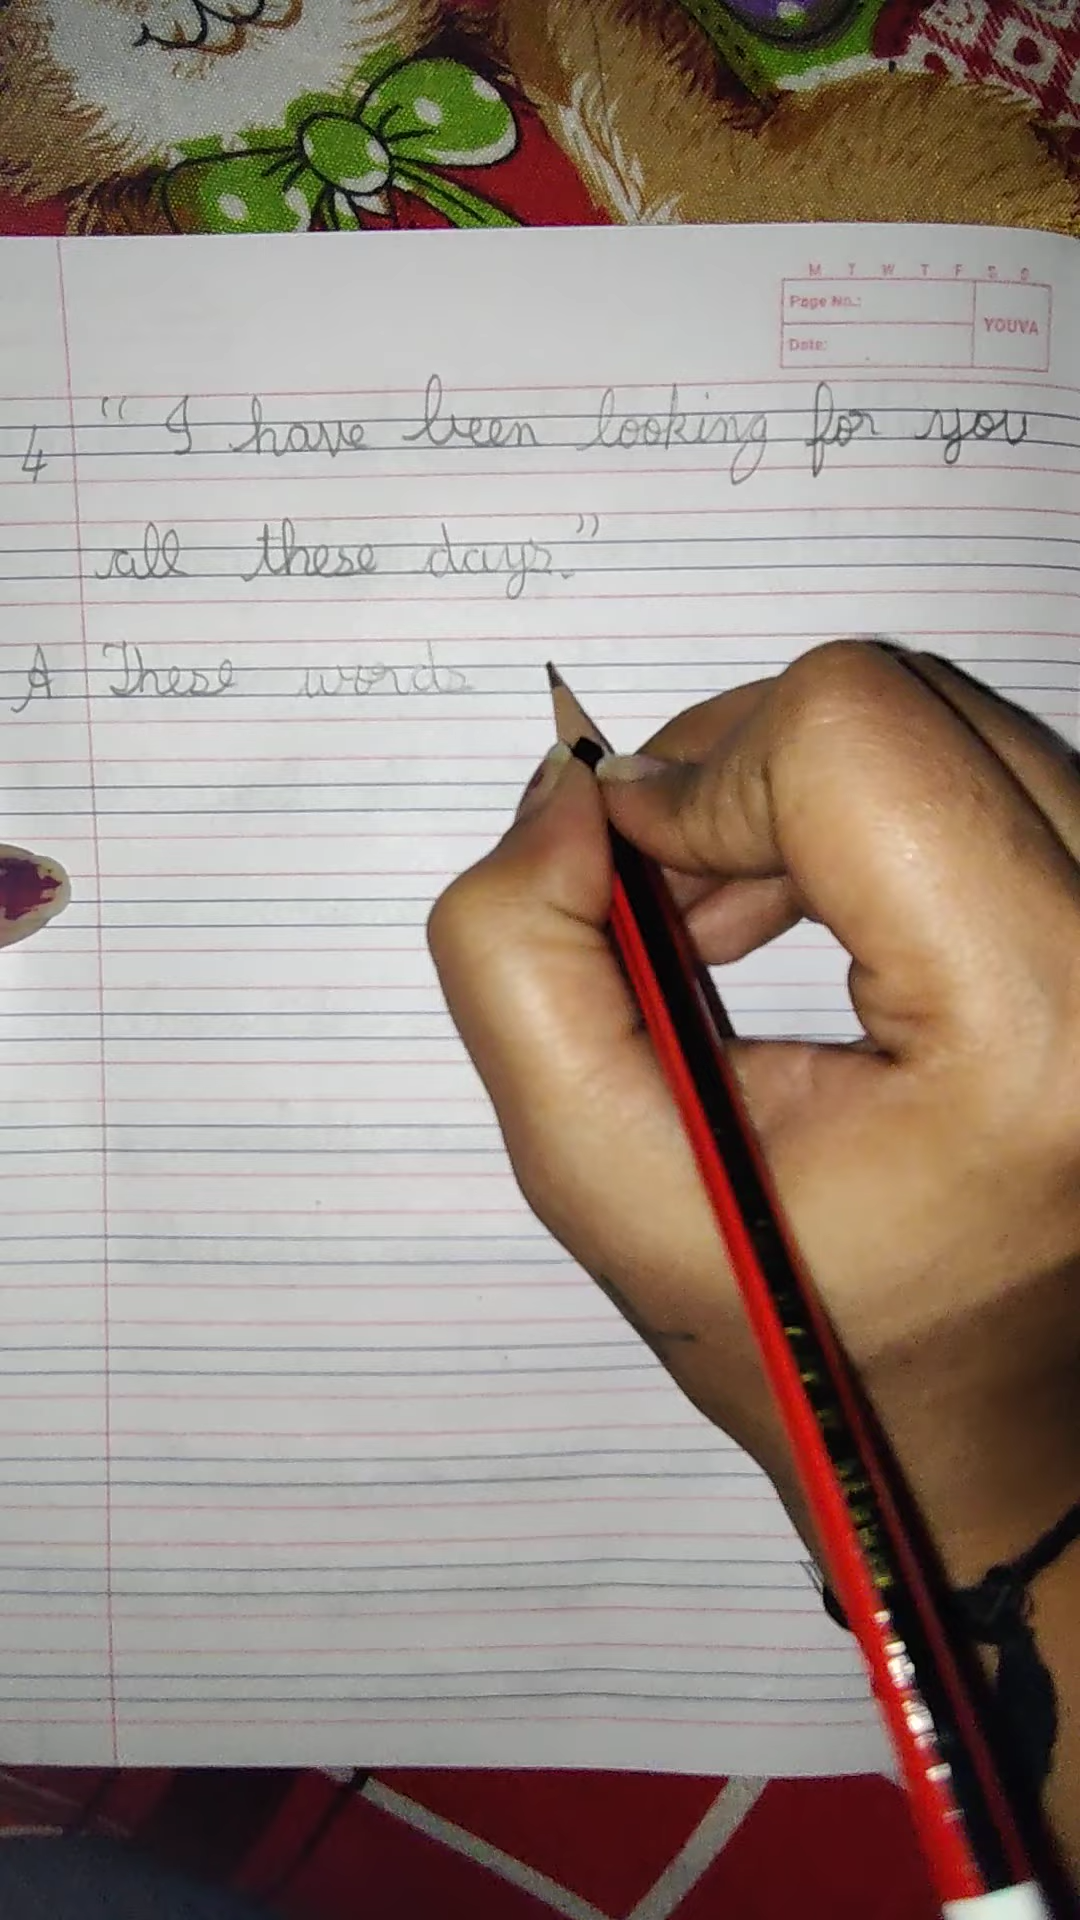 M T W T F S S
Page No.:
YOUVA
Date:
4 "I have been looking for you
all these days."
A These words